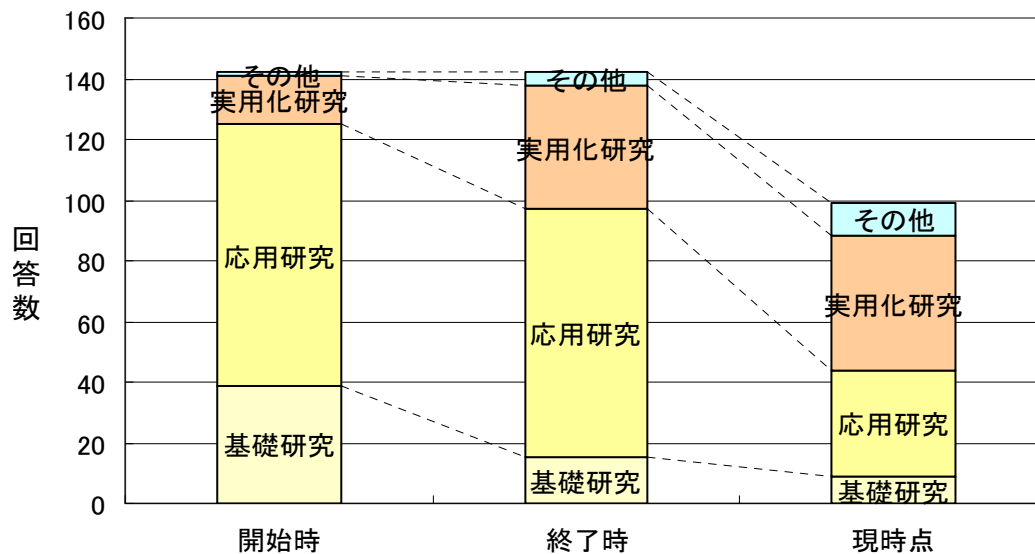 160
140
120
100
80
60
40
20
0
回答数
その他
実用化研究
応用研究
基礎研究
その他
実用化研究
応用研究
基礎研究
その他
実用化研究
応用研究
基礎研究
開始時 終了時 現時点